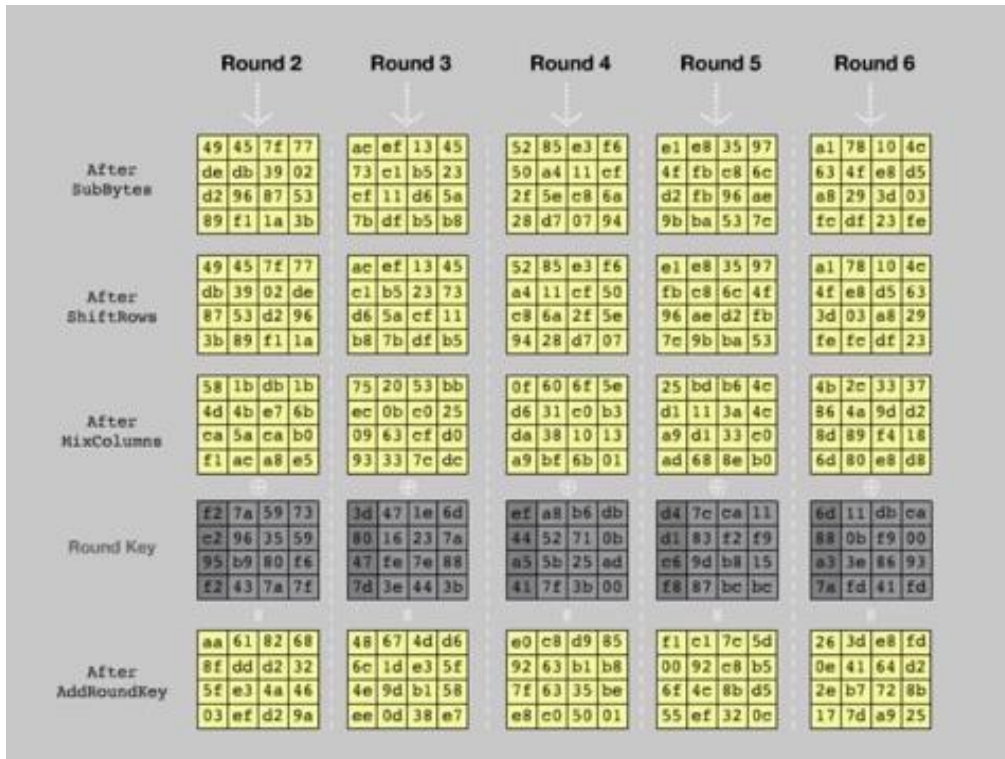 Round 2 Round 3 Round 4 Round 5 Round 6
After
SubBytes
49 45 7f 77 ac ef 13 45 52 85 e3 f6 e1 e8 35 97 a1 78 10 4c
de db 39 02 73 c1 b5 23 50 a4 11 cf 4f fb c8 6c 63 4f e8 d5
d2 96 87 53 cf 11 d6 5a 2f 5e c8 6a d2 fb 96 ae a8 29 3d 03
89 f1 1a 3b 7b df b5 b8 28 d7 07 94 9b ba 53 7c fc df 23 fe
After
ShiftRows
49 45 7f 77 ac ef 13 45 52 85 e3 f6 e1 e8 35 97 a1 78 10 4c
db 39 02 de c1 b5 23 73 a4 11 cf 50 fb c8 6c 4f 4f e8 d5 63
87 53 d2 96 d6 5a cf 11 c8 6a 2f 5e 96 ae d2 fb 3d 03 a8 29
3b 89 f1 1a b8 7b df b5 94 28 d7 07 7c 9b ba 53 fe fc df 23
After
MixColumns
58 1b db 1b 75 20 53 bb 0f 60 6f 5e 25 bd b6 4c 4b 2c 33 37
4d 4b e7 6b ec 0b c0 25 d6 31 c0 b3 d1 11 3a 4c 86 4a 9d d2
ca 5a ca b0 09 63 cf d0 da 38 10 13 a9 d1 33 c0 8d 89 f4 18
f1 ac a8 e5 93 33 7c dc a9 bf 6b 01 ad 68 8e b0 6d 80 e8 d8
⊕ ⊕ ⊕ ⊕ ⊕
Round Key
f2 7a 59 73 3d 47 1e 6d ef a8 b6 db d4 7c ca 11 6d 11 db ca
c2 96 35 59 80 16 23 7a 44 52 71 0b d1 83 f2 f9 88 0b f9 00
95 b9 80 f6 47 fe 7e 88 a5 5b 25 ad c6 9d b8 15 a3 3e 86 93
f2 43 7a 7f 7d 3e 44 3b 41 7f 3b 00 f8 87 bc bc 7a fd 41 fd
After
AddRoundKey
aa 61 82 68 48 67 4d d6 e0 c8 d9 85 f1 c1 7c 5d 26 3d e8 fd
8f dd d2 32 6c 1d e3 5f 92 63 b1 b8 00 92 c8 b5 0e 41 64 d2
5f e3 4a 46 4e 9d b1 58 7f 63 35 be 6f 4c 8b d5 2e b7 72 8b
03 ef d2 9a ee 0d 38 e7 e8 c0 50 01 55 ef 32 0c 17 7d a9 25